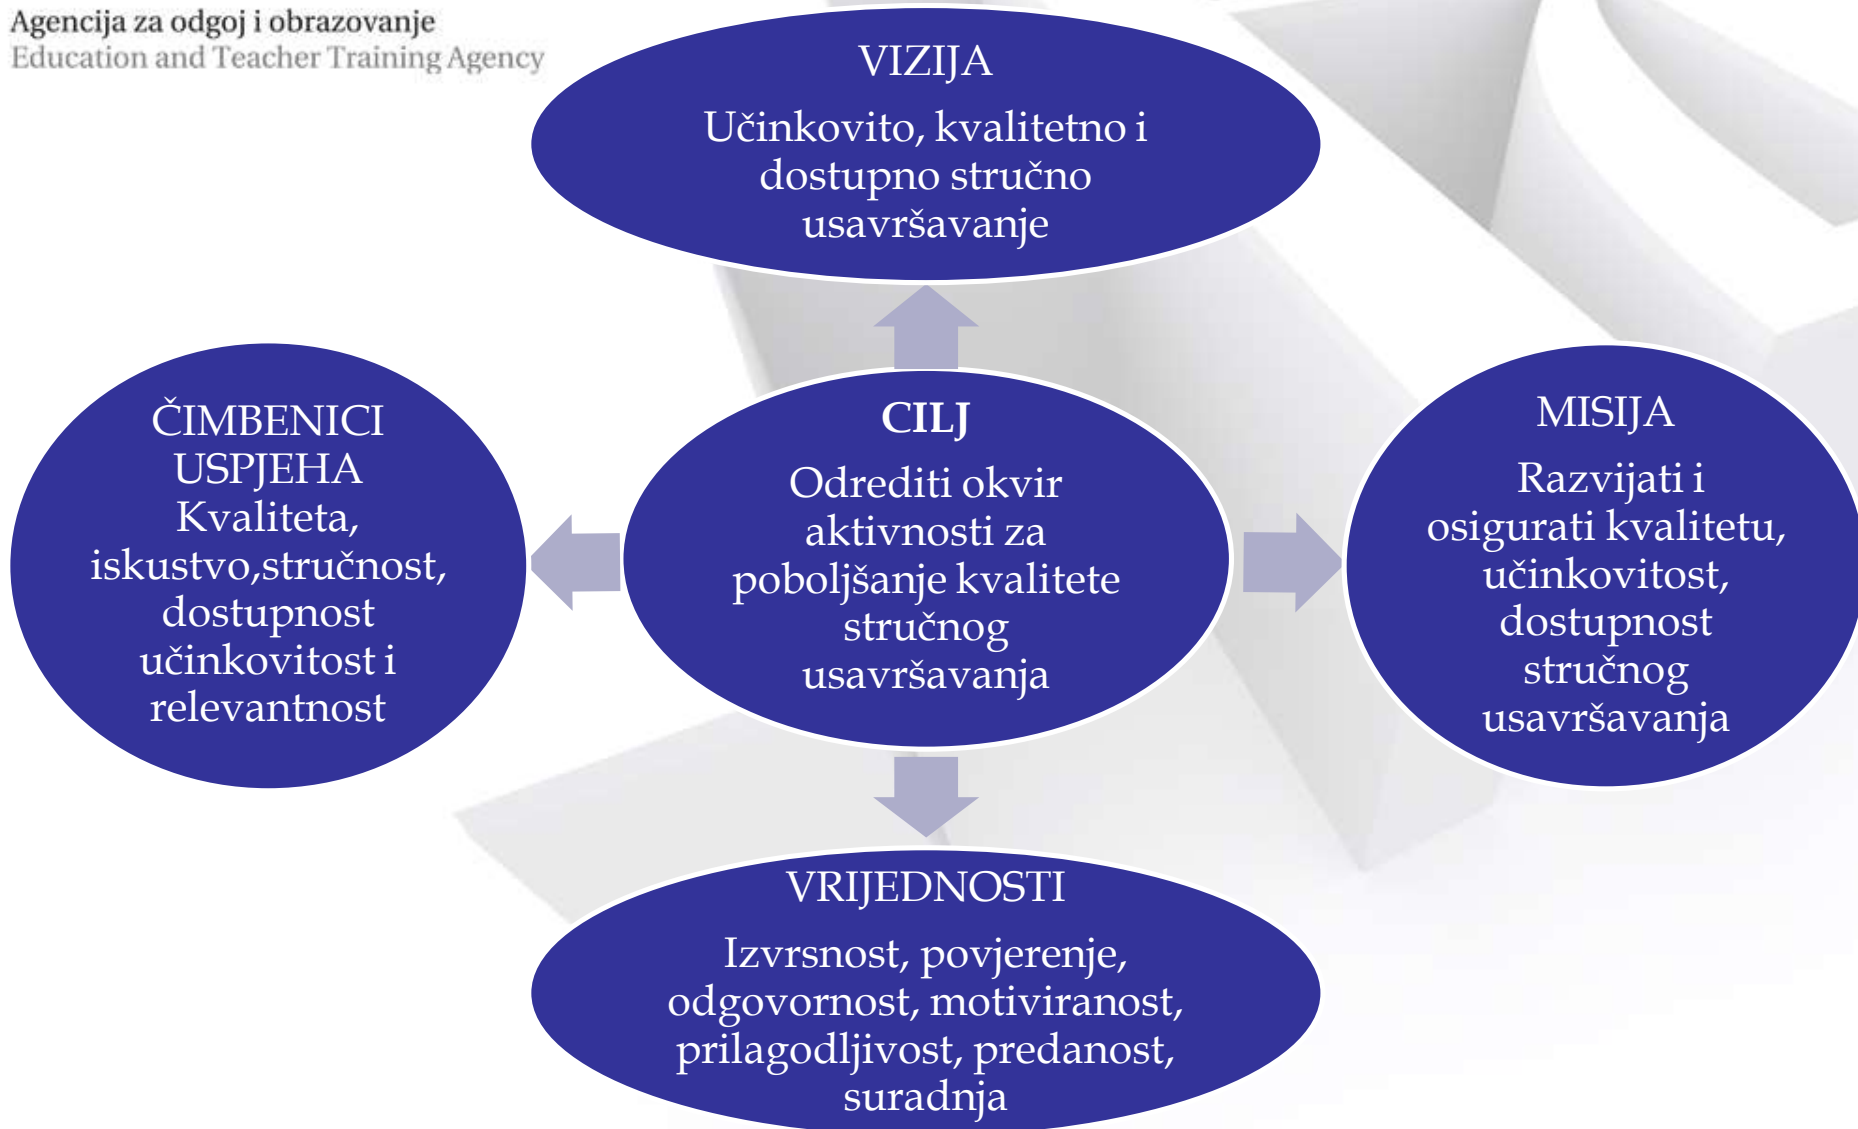 Agencija za odgoj i obrazovanje
Education and Teacher Training Agency
VIZIJA
Učinkovito, kvalitetno i
dostupno stručno
usavršavanje
ČIMBENICI
USPJEHA
Kvaliteta,
iskustvo,stručnost,
dostupnost
učinkovitost i
relevantnost
CILJ
Odrediti okvir
aktivnosti za
poboljšanje kvalitete
stručnog
usavršavanja
MISIJA
Razvijati i
osigurati kvalitetu,
učinkovitost,
dostupnost
stručnog
usavršavanja
VRIJEDNOSTI
Izvrsnost, povjerenje,
odgovornost, motiviranost,
prilagodljivost, predanost,
suradnja